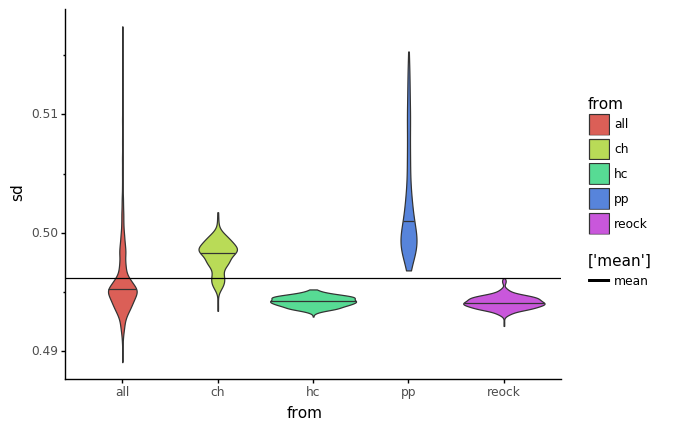 sd
0.51
0.50
0.49
all
ch
hc
pp
reock
from
from
all
ch
hc
pp
reock
['mean']
mean